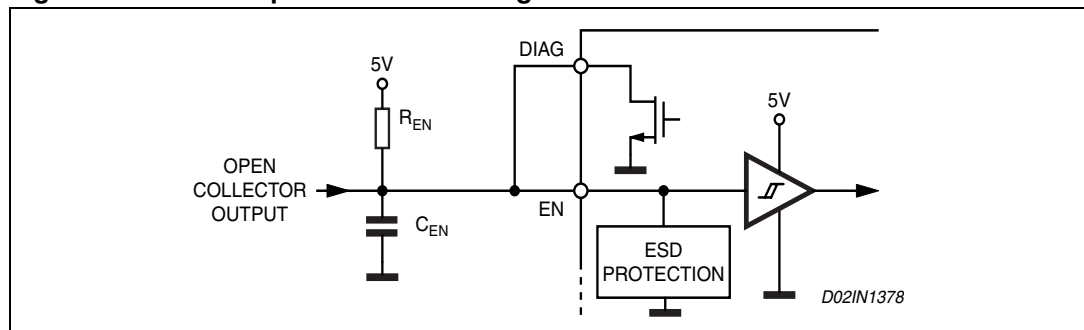 DIAG
5V
5V
R_EN
OPEN
COLLECTOR
OUTPUT
EN
C_EN
ESD
PROTECTION
D02IN1378